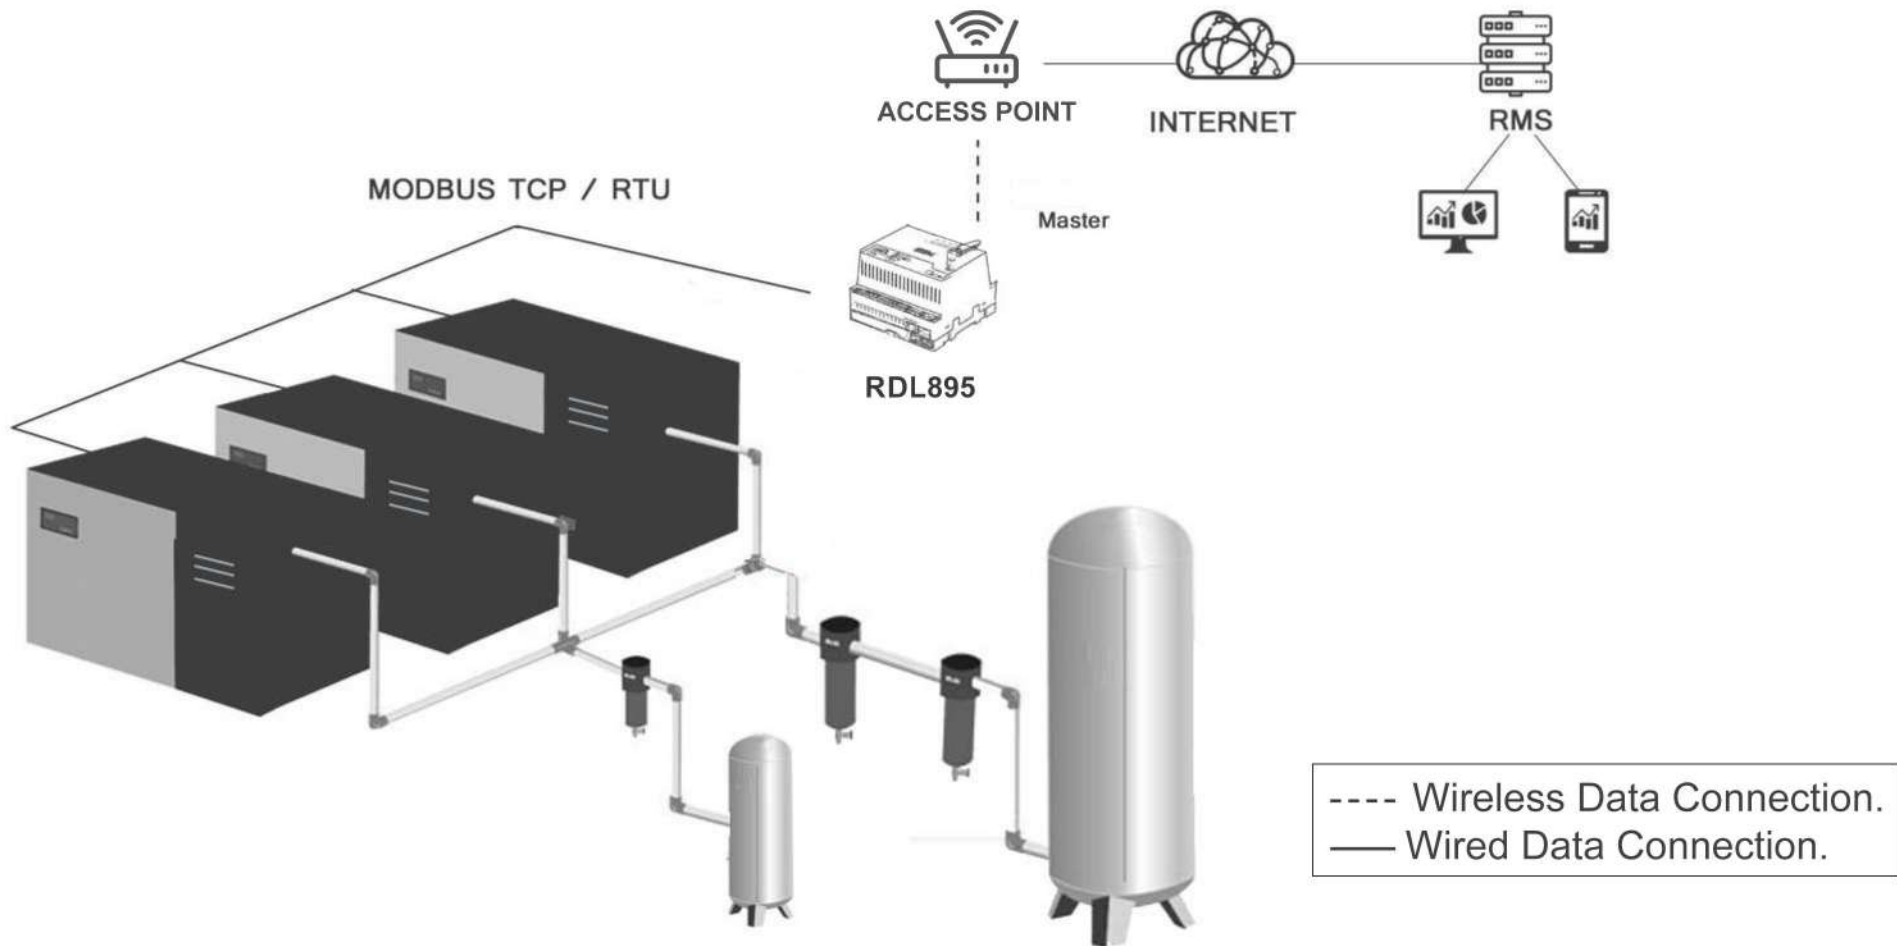 ACCESS POINT
INTERNET
RMS
MODBUS TCP / RTU
Master
RDL895
---- Wireless Data Connection.
—— Wired Data Connection.